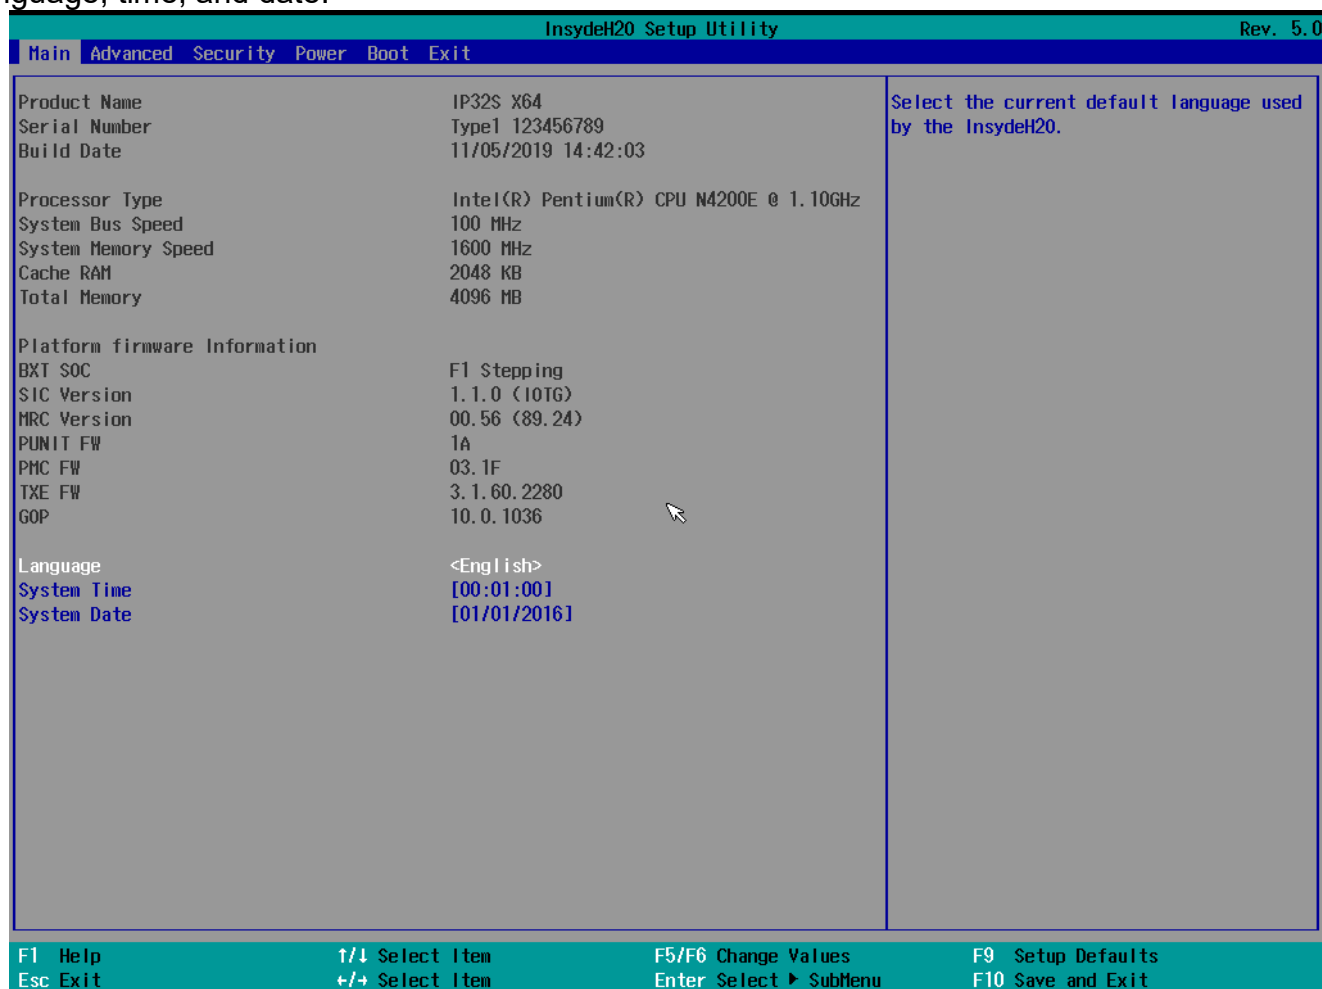 guage, time, and date.
InsydeH20 Setup Utility Rev. 5.0
Main Advanced Security Power Boot Exit
Product Name IP32S X64
Serial Number Type1 123456789
Build Date 11/05/2019 14:42:03
Processor Type Intel(R) Pentium(R) CPU N4200E @ 1.10GHz
System Bus Speed 100 MHz
System Memory Speed 1600 MHz
Cache RAM 2048 KB
Total Memory 4096 MB
Platform firmware Information
BXT SOC F1 Stepping
SIC Version 1.1.0 (IOTG)
MRC Version 00.56 (89.24)
PUNIT FW 1A
PMC FW 03.1F
TXE FW 3.1.60.2280
GOP 10.0.1036
Language <English>
System Time [00:01:00]
System Date [01/01/2016]
Select the current default language used
by the InsydeH20.
F1 Help ↑/↓ Select Item F5/F6 Change Values F9 Setup Defaults
Esc Exit ←/→ Select Item Enter Select ▶ SubMenu F10 Save and Exit